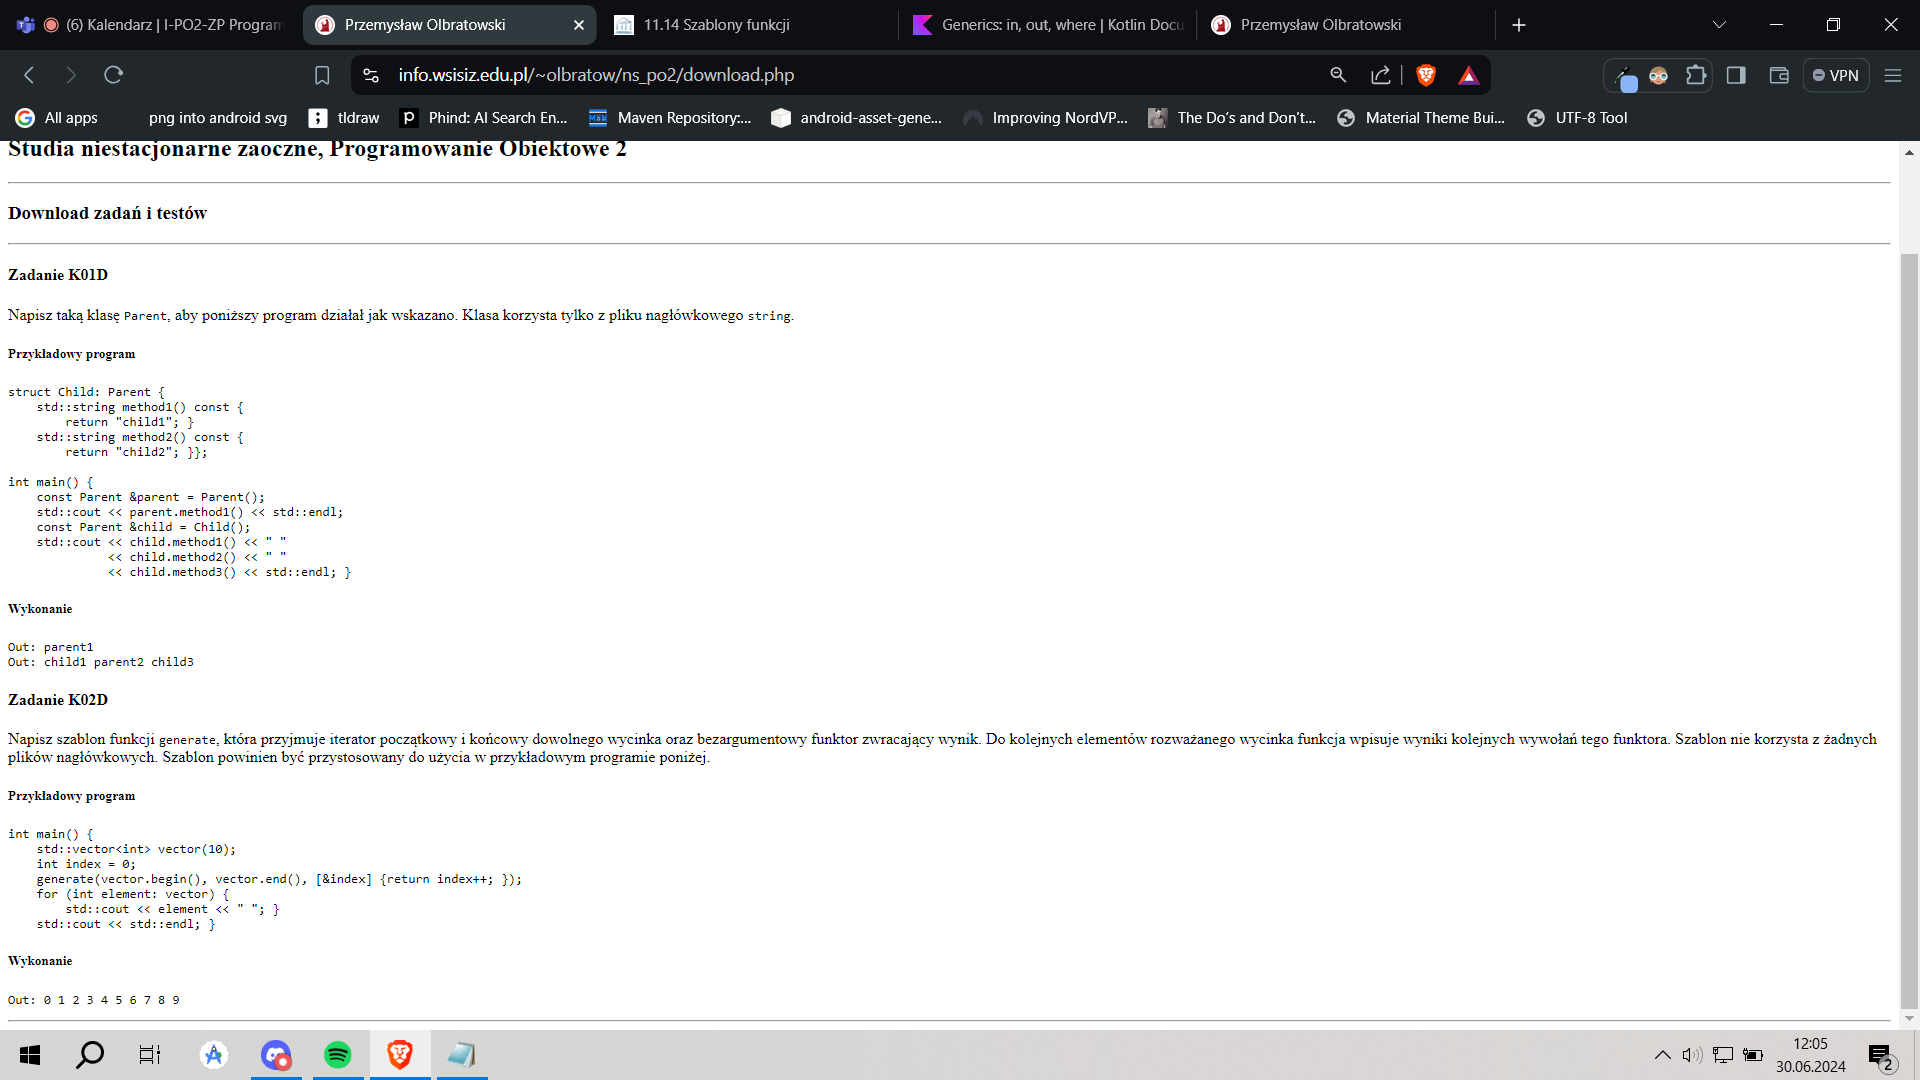 (6) Kalendarz | I-PO2-ZP Program
Przemysław Olbratowski
11.14 Szablony funkcji
Generics: in, out, where | Kotlin Docu
Przemysław Olbratowski
info.wsisiz.edu.pl/~olbratow/ns_po2/download.php
VPN
All apps
png into android svg
tldraw
Phind: AI Search En...
Maven Repository:...
android-asset-gene...
Improving NordVP...
The Do's and Don't...
Material Theme Bui...
UTF-8 Tool
Studia niestacjonarne zaoczne, Programowanie Obiektowe 2
Download zadań i testów
Zadanie K01D
Napisz taką klasę Parent, aby poniższy program działał jak wskazano. Klasa korzysta tylko z pliku nagłówkowego string.
Przykładowy program
struct Child: Parent {
    std::string method1() const {
        return "child1"; }
    std::string method2() const {
        return "child2"; }};
int main() {
    const Parent &parent = Parent();
    std::cout << parent.method1() << std::endl;
    const Parent &child = Child();
    std::cout << child.method1() << " "
              << child.method2() << " "
              << child.method3() << std::endl; }
Wykonanie
Out: parent1
Out: child1 parent2 child3
Zadanie K02D
Napisz szablon funkcji generate, która przyjmuje iterator początkowy i końcowy dowolnego wycinka oraz bezargumentowy funktor zwracający wynik. Do kolejnych elementów rozważanego wycinka funkcja wpisuje wyniki kolejnych wywołań tego funktora. Szablon nie korzysta z żadnych
plików nagłówkowych. Szablon powinien być przystosowany do użycia w przykładowym programie poniżej.
Przykładowy program
int main() {
    std::vector<int> vector(10);
    int index = 0;
    generate(vector.begin(), vector.end(), [&index] {return index++; });
    for (int element: vector) {
        std::cout << element << " "; }
    std::cout << std::endl; }
Wykonanie
Out: 0 1 2 3 4 5 6 7 8 9
12:05
30.06.2024
2